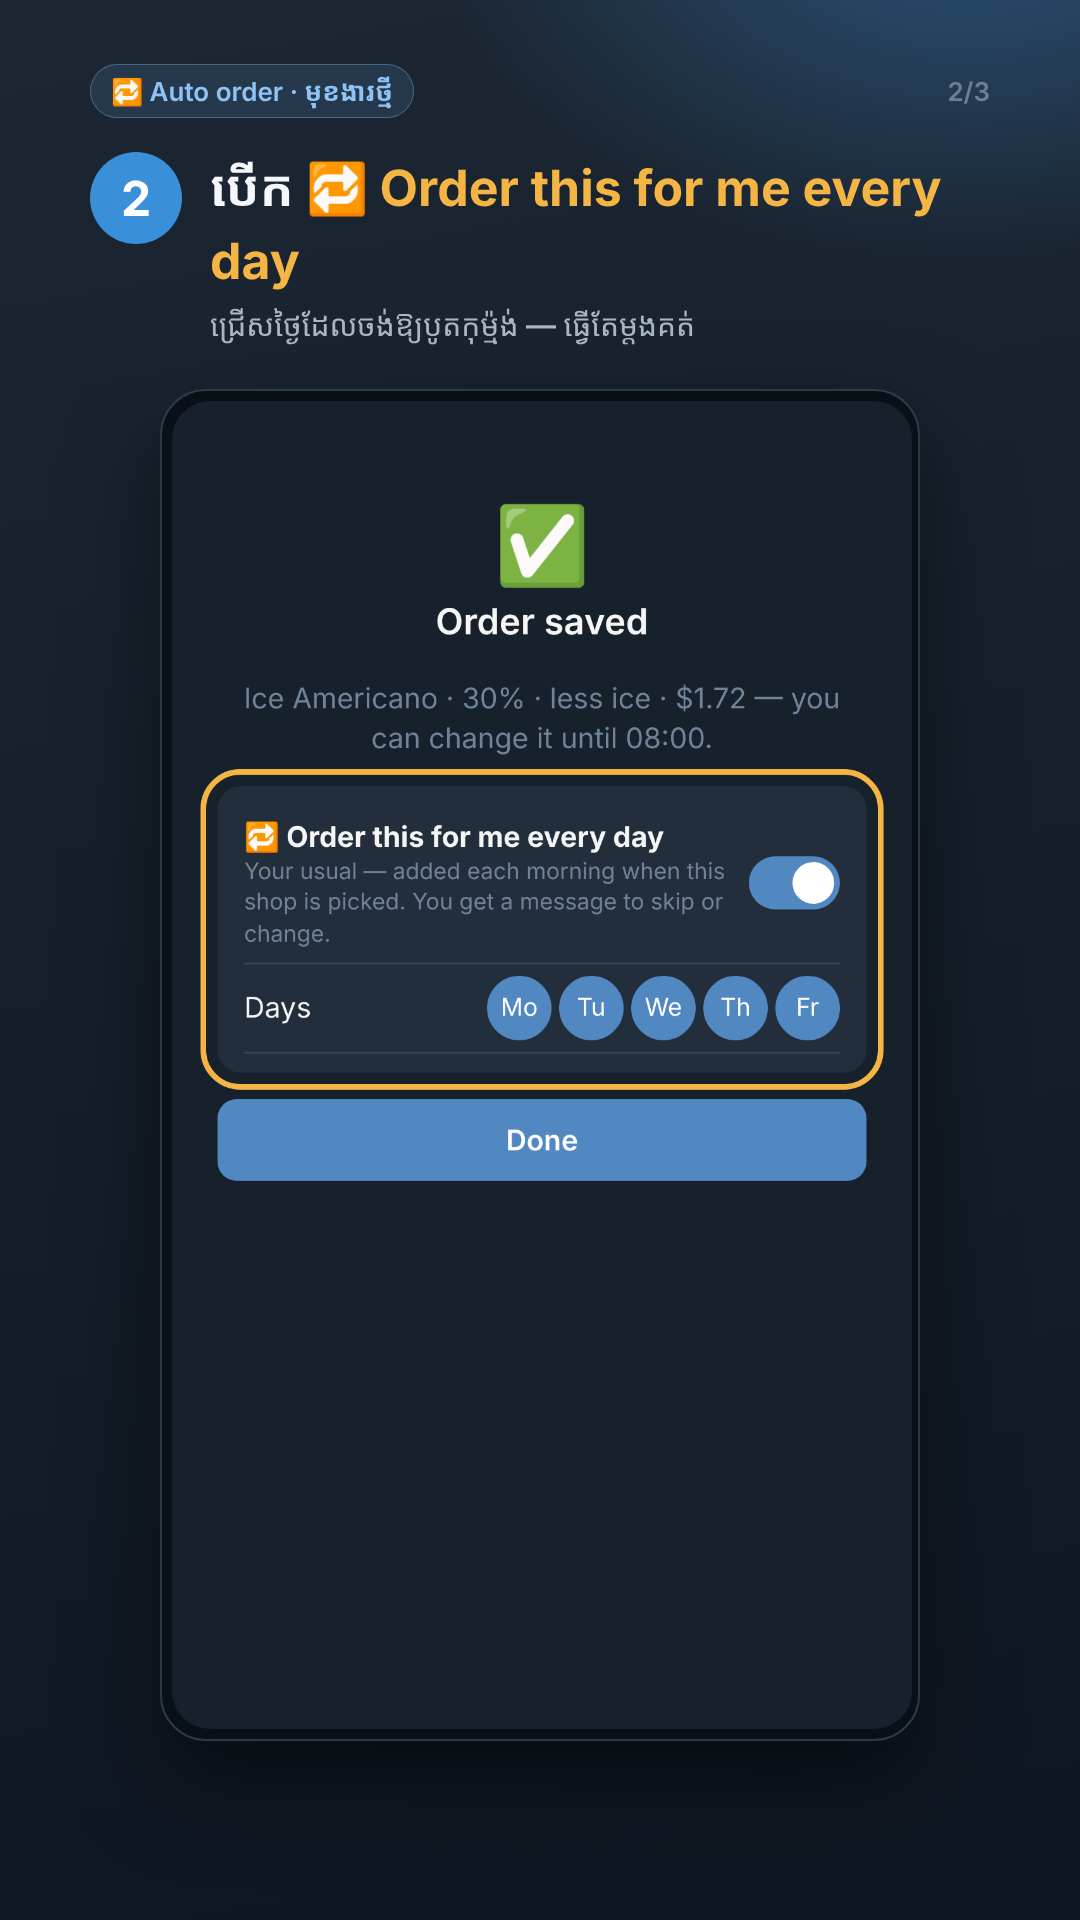 🔁 Auto order · មុខងារថ្មី
2/3
2
បើក 🔁 Order this for me every
day
ជ្រើសថ្ងៃដែលចង់ឱ្យបូតកុម្ម៉ង់ — ធ្វើតែម្តងគត់
✅
Order saved
Ice Americano · 30% · less ice · $1.72 — you
can change it until 08:00.
🔁 Order this for me every day
Your usual — added each morning when this
shop is picked. You get a message to skip or
change.
Days Mo Tu We Th Fr
Done